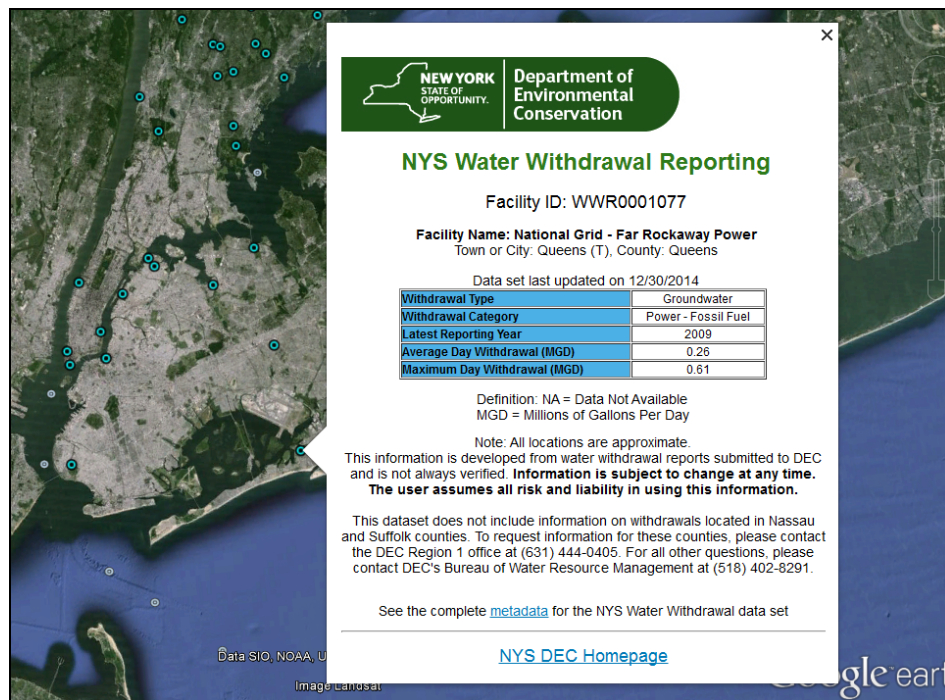 ×
NEW YORK
STATE OF
OPPORTUNITY.
Department of
Environmental
Conservation
NYS Water Withdrawal Reporting
Facility ID: WWR0001077
Facility Name: National Grid - Far Rockaway Power
Town or City: Queens (T), County: Queens
Data set last updated on 12/30/2014
Withdrawal Type Groundwater
Withdrawal Category Power - Fossil Fuel
Latest Reporting Year 2009
Average Day Withdrawal (MGD) 0.26
Maximum Day Withdrawal (MGD) 0.61
Definition: NA = Data Not Available
MGD = Millions of Gallons Per Day
Note: All locations are approximate.
This information is developed from water withdrawal reports submitted to DEC
and is not always verified. Information is subject to change at any time.
The user assumes all risk and liability in using this information.
This dataset does not include information on withdrawals located in Nassau
and Suffolk counties. To request information for these counties, please contact
the DEC Region 1 office at (631) 444-0405. For all other questions, please
contact DEC's Bureau of Water Resource Management at (518) 402-8291.
See the complete metadata for the NYS Water Withdrawal data set
NYS DEC Homepage
Data SIO, NOAA, U
Image Landsat
ogle eart